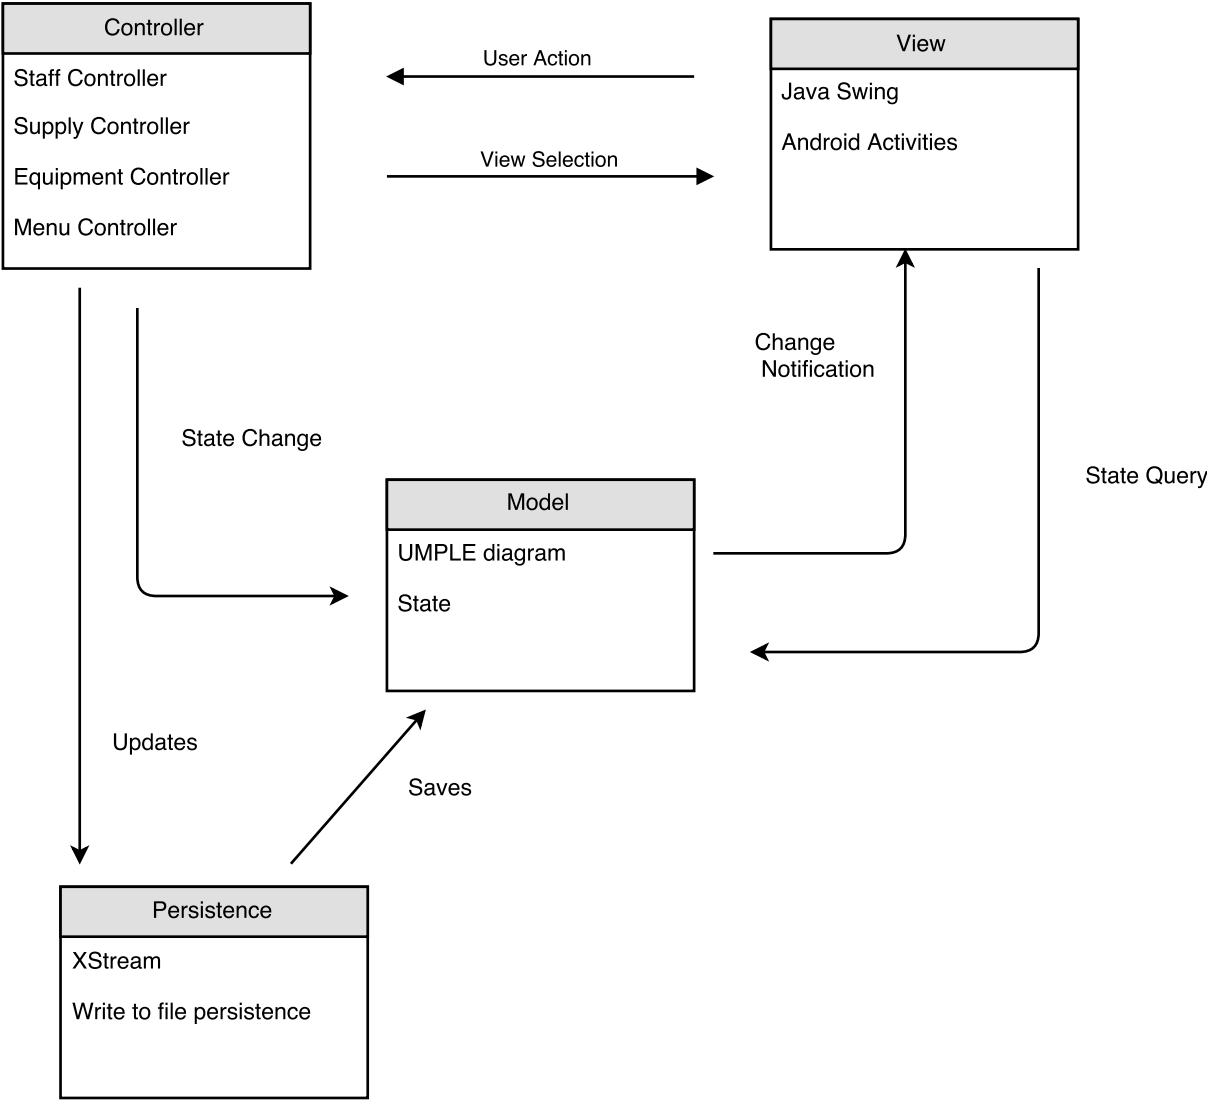 Controller
Staff Controller
Supply Controller
Equipment Controller
Menu Controller
User Action
View Selection
View
Java Swing
Android Activities
Change
Notification
State Change
State Query
Model
UMPLE diagram
State
Updates
Saves
Persistence
XStream
Write to file persistence